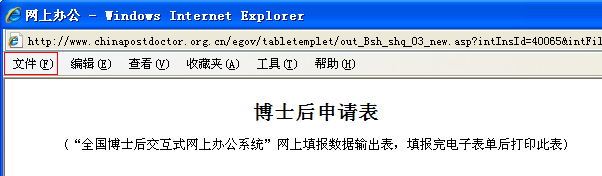 网上办公 - Windows Internet Explorer
http://www.chinapostdoctor.org.cn/egov/tabletemplet/out_Bsh_shq_03_new.asp?intInsId=40065&intFil
文件(F) 编辑(E) 查看(V) 收藏夹(A) 工具(T) 帮助(H)
博士后申请表
(“全国博士后交互式网上办公系统”网上填报数据输出表，填报完电子表单后打印此表)